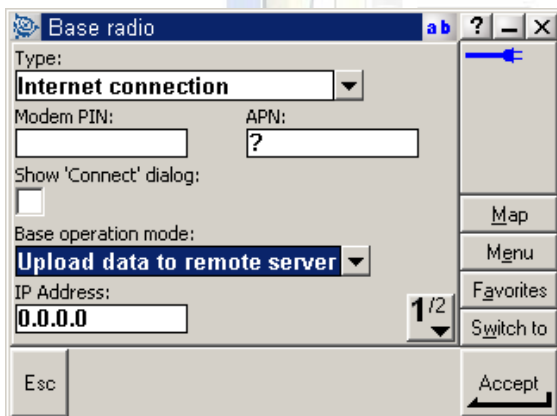 Base radio
ab
?
Type:
Internet connection
Modem PIN: APN:
?
Show 'Connect' dialog:
Base operation mode:
Upload data to remote server
IP Address:
0.0.0.0
1/2
Map
Menu
Favorites
Switch to
Esc
Accept